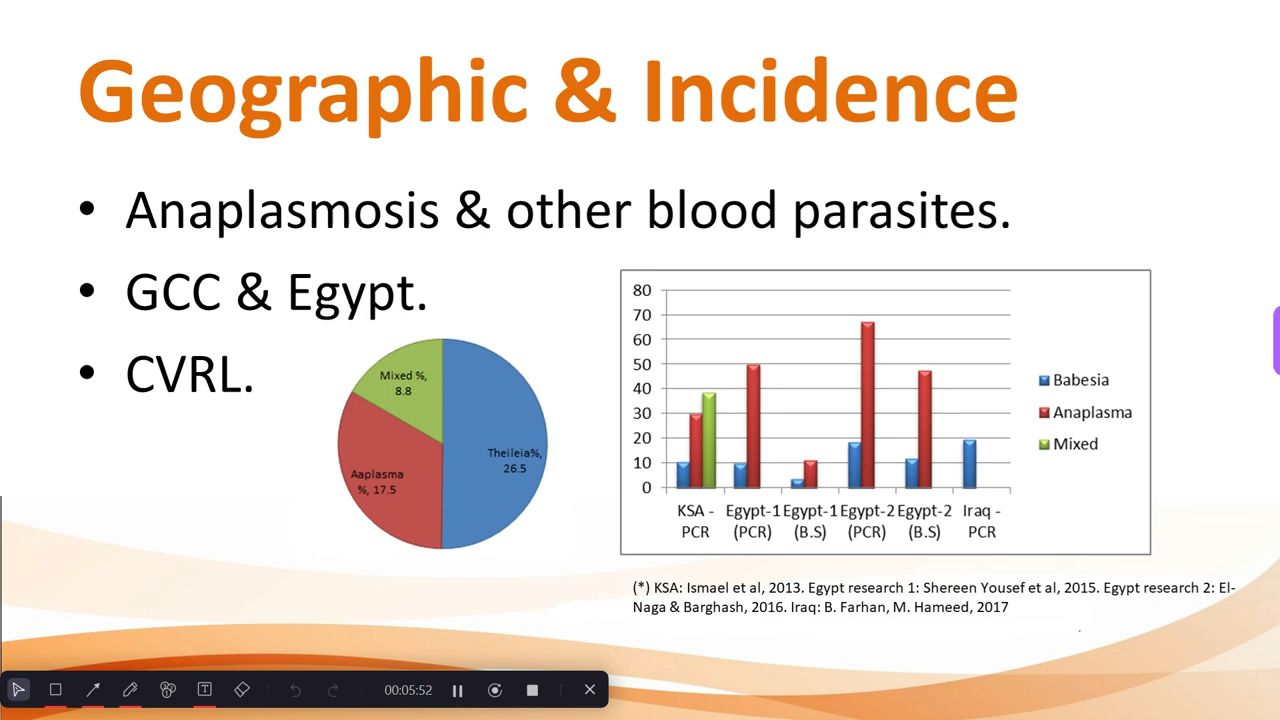 Geographic & Incidence
• Anaplasmosis & other blood parasites.
• GCC & Egypt.
• CVRL.
Mixed %,
8.8
Theileia%,
26.5
Aaplasma
%, 17.5
80
70
60
50
40
30
20
10
0
KSA - PCR
Egypt-1 (PCR)
Egypt-1 (B.S)
Egypt-2 (PCR)
Egypt-2 (B.S)
Iraq - PCR
Babesia
Anaplasma
Mixed
(*) KSA: Ismael et al, 2013. Egypt research 1: Shereen Yousef et al, 2015. Egypt research 2: El-
Naga & Barghash, 2016. Iraq: B. Farhan, M. Hameed, 2017
00:05:52